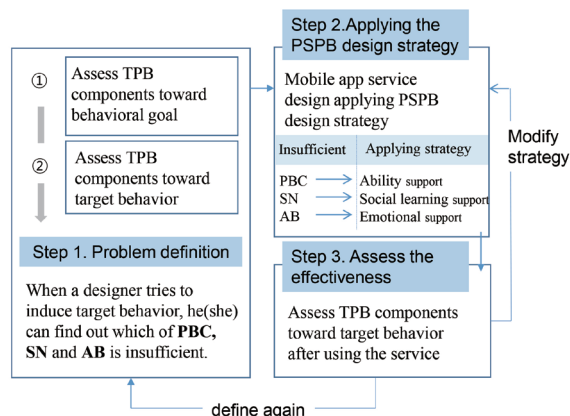 ①
Assess TPB
components toward
behavioral goal
②
Assess TPB
components toward
target behavior
Step 1. Problem definition
When a designer tries to
induce target behavior, he(she)
can find out which of PBC,
SN and AB is insufficient.
Step 2.Applying the
PSPB design strategy
Mobile app service
design applying PSPB
design strategy
Insufficient Applying strategy
PBC Ability support
SN Social learning support
AB Emotional support
Step 3. Assess the
effectiveness
Assess TPB components
toward target behavior
after using the service
Modify
strategy
define again